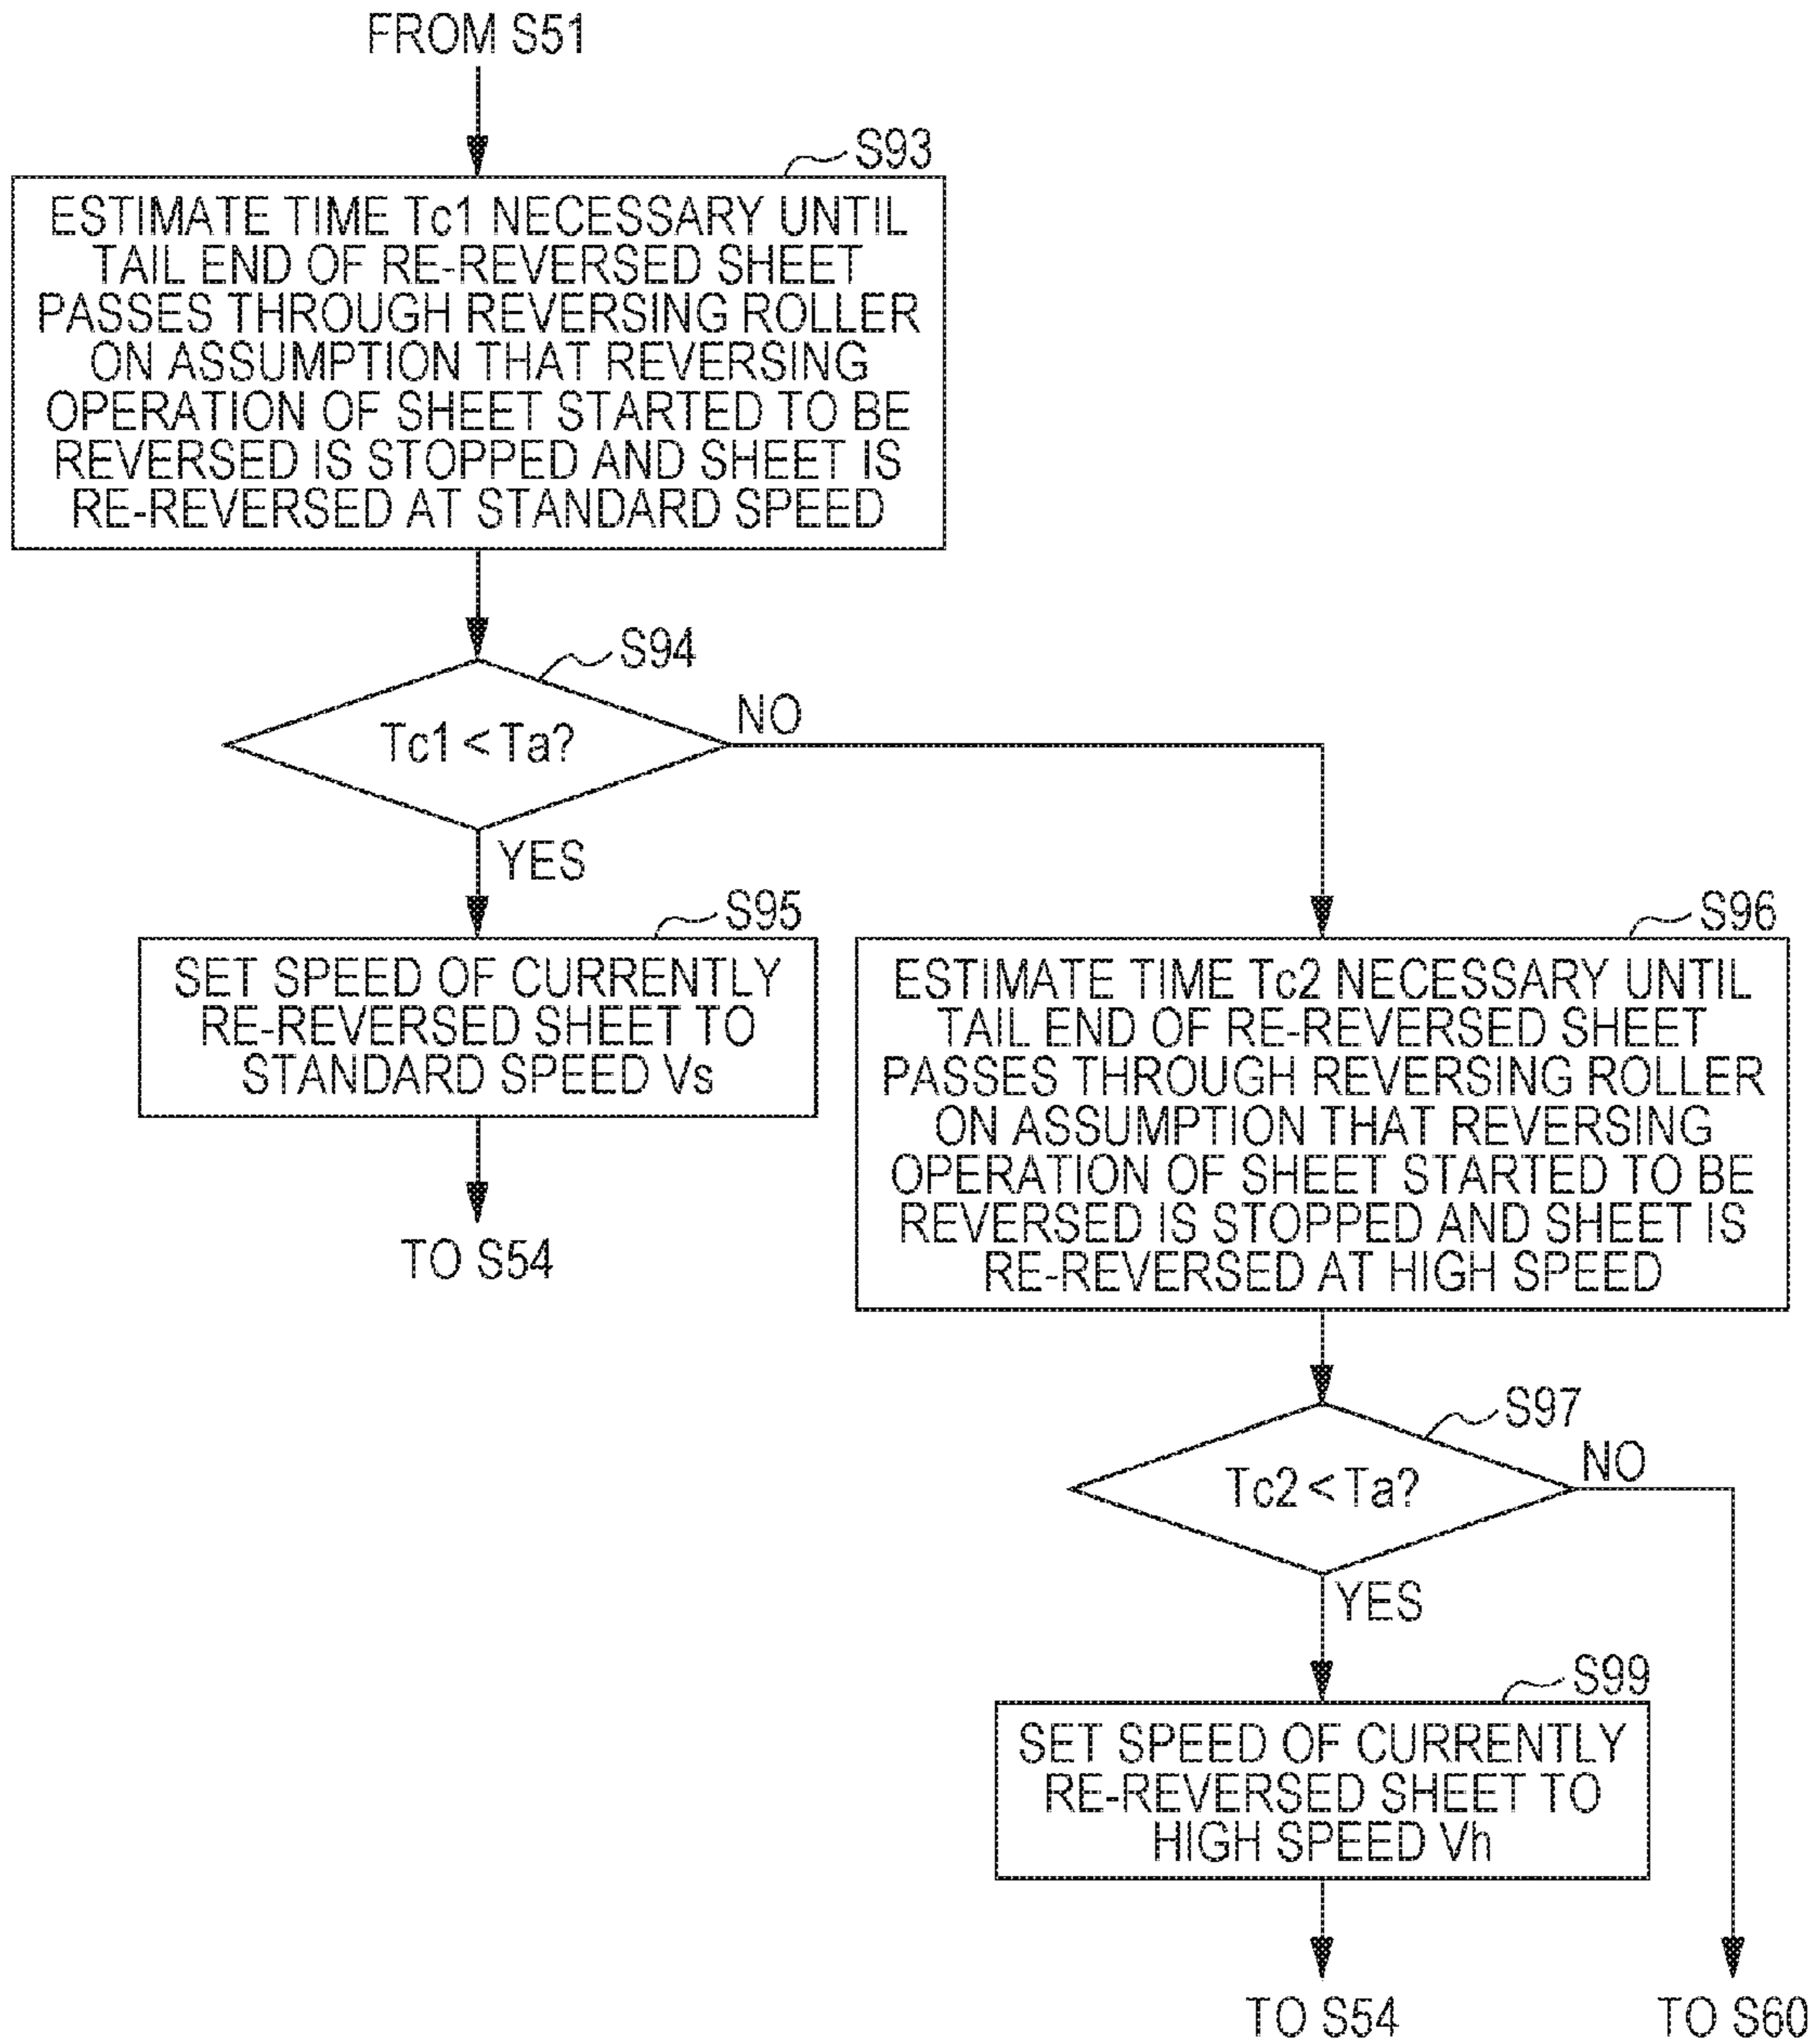 FROM S51
S93
ESTIMATE TIME Tc1 NECESSARY UNTIL
TAIL END OF RE-REVERSED SHEET
PASSES THROUGH REVERSING ROLLER
ON ASSUMPTION THAT REVERSING
OPERATION OF SHEET STARTED TO BE
REVERSED IS STOPPED AND SHEET IS
RE-REVERSED AT STANDARD SPEED
S94
Tc1 < Ta?
NO
YES
S95
SET SPEED OF CURRENTLY
RE-REVERSED SHEET TO
STANDARD SPEED Vs
TO S54
S96
ESTIMATE TIME Tc2 NECESSARY UNTIL
TAIL END OF RE-REVERSED SHEET
PASSES THROUGH REVERSING ROLLER
ON ASSUMPTION THAT REVERSING
OPERATION OF SHEET STARTED TO BE
REVERSED IS STOPPED AND SHEET IS
RE-REVERSED AT HIGH SPEED
S97
Tc2 < Ta?
NO
YES
S99
SET SPEED OF CURRENTLY
RE-REVERSED SHEET TO
HIGH SPEED Vh
TO S54
TO S60